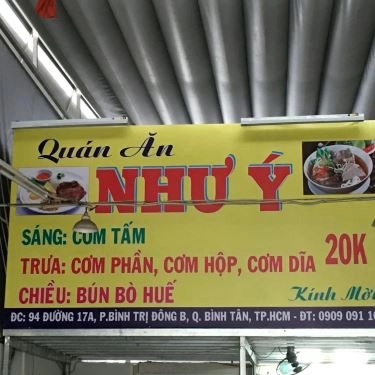 Quán Ăn
NHƯ Ý
SÁNG: CƠM TẤM
TRƯA: CƠM PHẦN, CƠM HỘP, CƠM DĨA 20K
CHIỀU: BÚN BÒ HUẾ
Kính Mời
ĐC: 94 ĐƯỜNG 17A, P.BÌNH TRỊ ĐÔNG B, Q. BÌNH TÂN, TP.HCM - ĐT: 0909 091